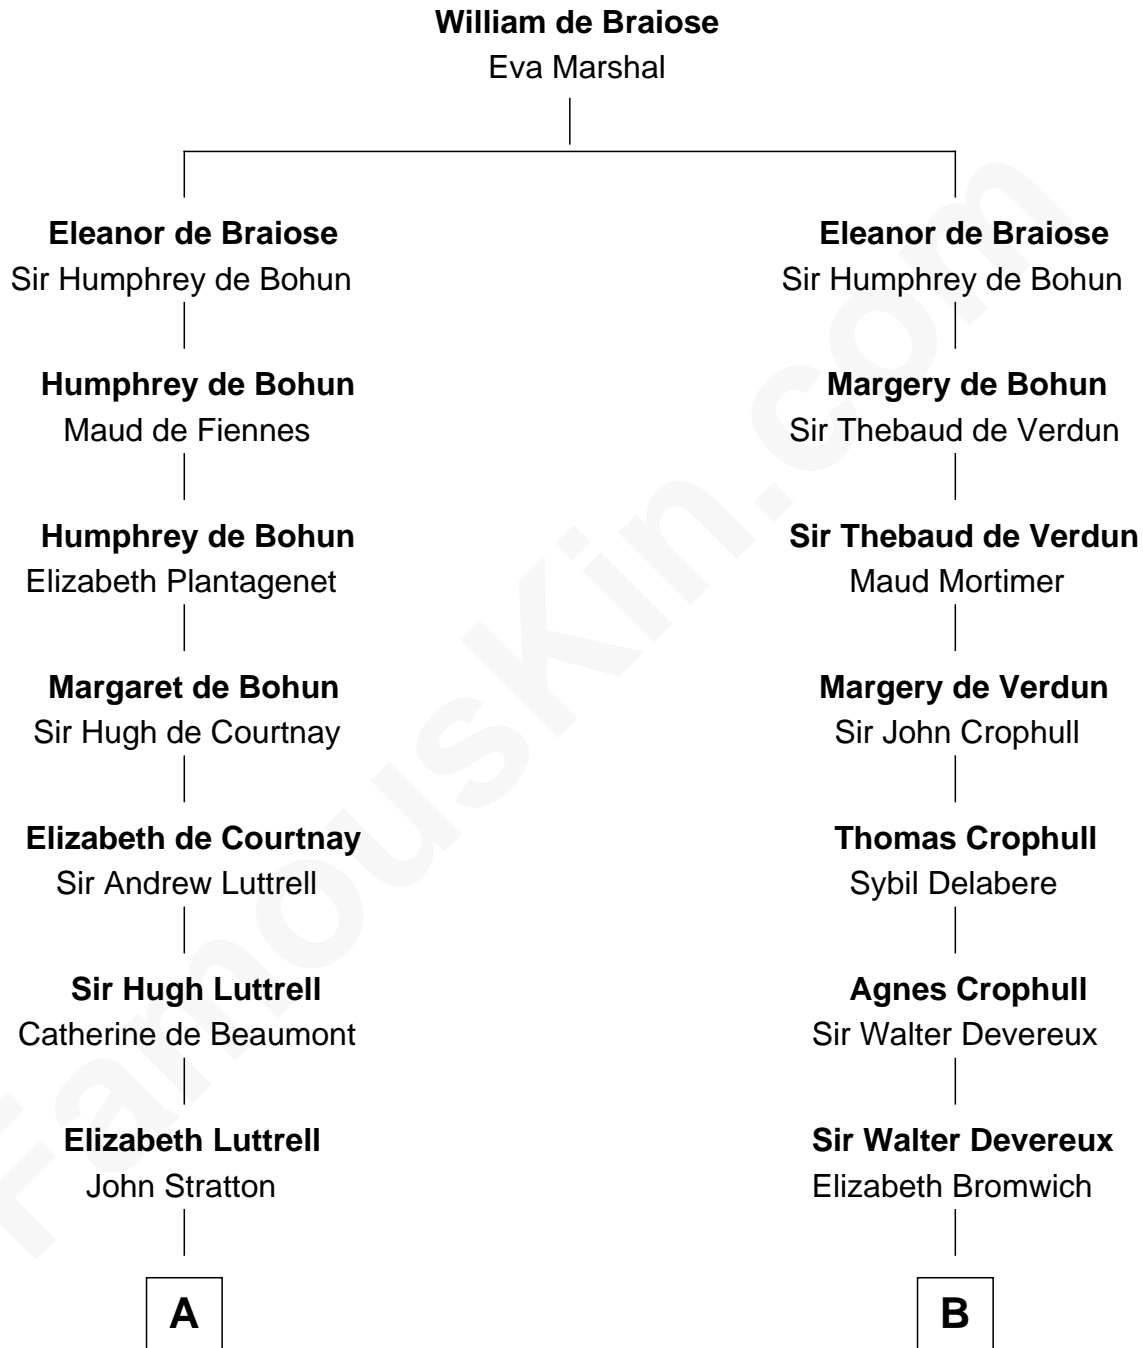 William de Braiose
Eva Marshal
Eleanor de Braiose
Sir Humphrey de Bohun
Humphrey de Bohun
Maud de Fiennes
Humphrey de Bohun
Elizabeth Plantagenet
Margaret de Bohun
Sir Hugh de Courtnay
Elizabeth de Courtnay
Sir Andrew Luttrell
Sir Hugh Luttrell
Catherine de Beaumont
Elizabeth Luttrell
John Stratton
A
Eleanor de Braiose
Sir Humphrey de Bohun
Margery de Bohun
Sir Thebaud de Verdun
Sir Thebaud de Verdun
Maud Mortimer
Margery de Verdun
Sir John Crophull
Thomas Crophull
Sybil Delabere
Agnes Crophull
Sir Walter Devereux
Sir Walter Devereux
Elizabeth Bromwich
B
FamousKin.com